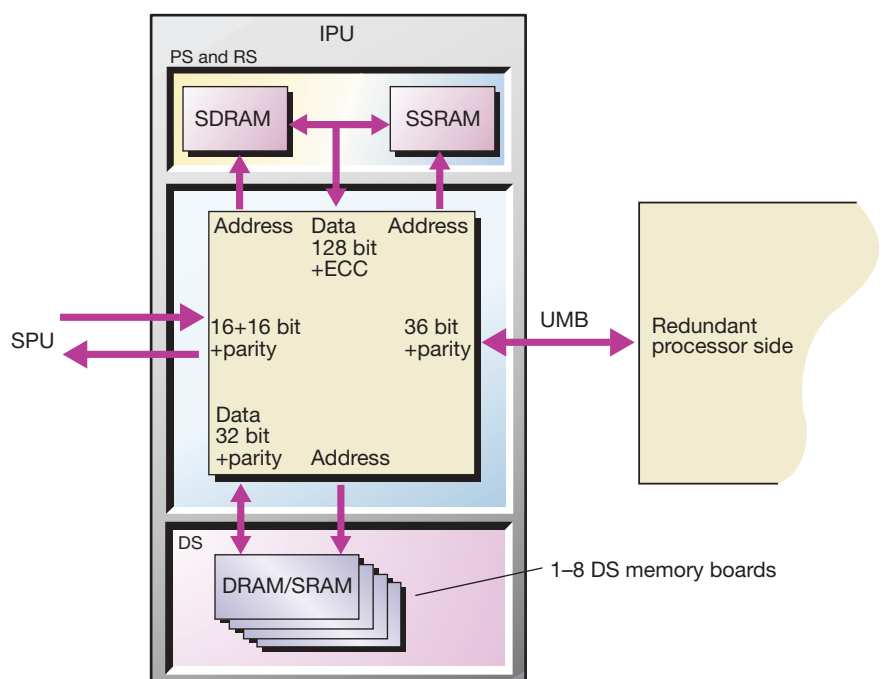 IPU
PS and RS
SDRAM
SSRAM
Address
Data
128 bit
+ECC
Address
SPU
16+16 bit
+parity
36 bit
+parity
UMB
Redundant
processor side
Data
32 bit
+parity
Address
DS
DRAM/SRAM
1–8 DS memory boards